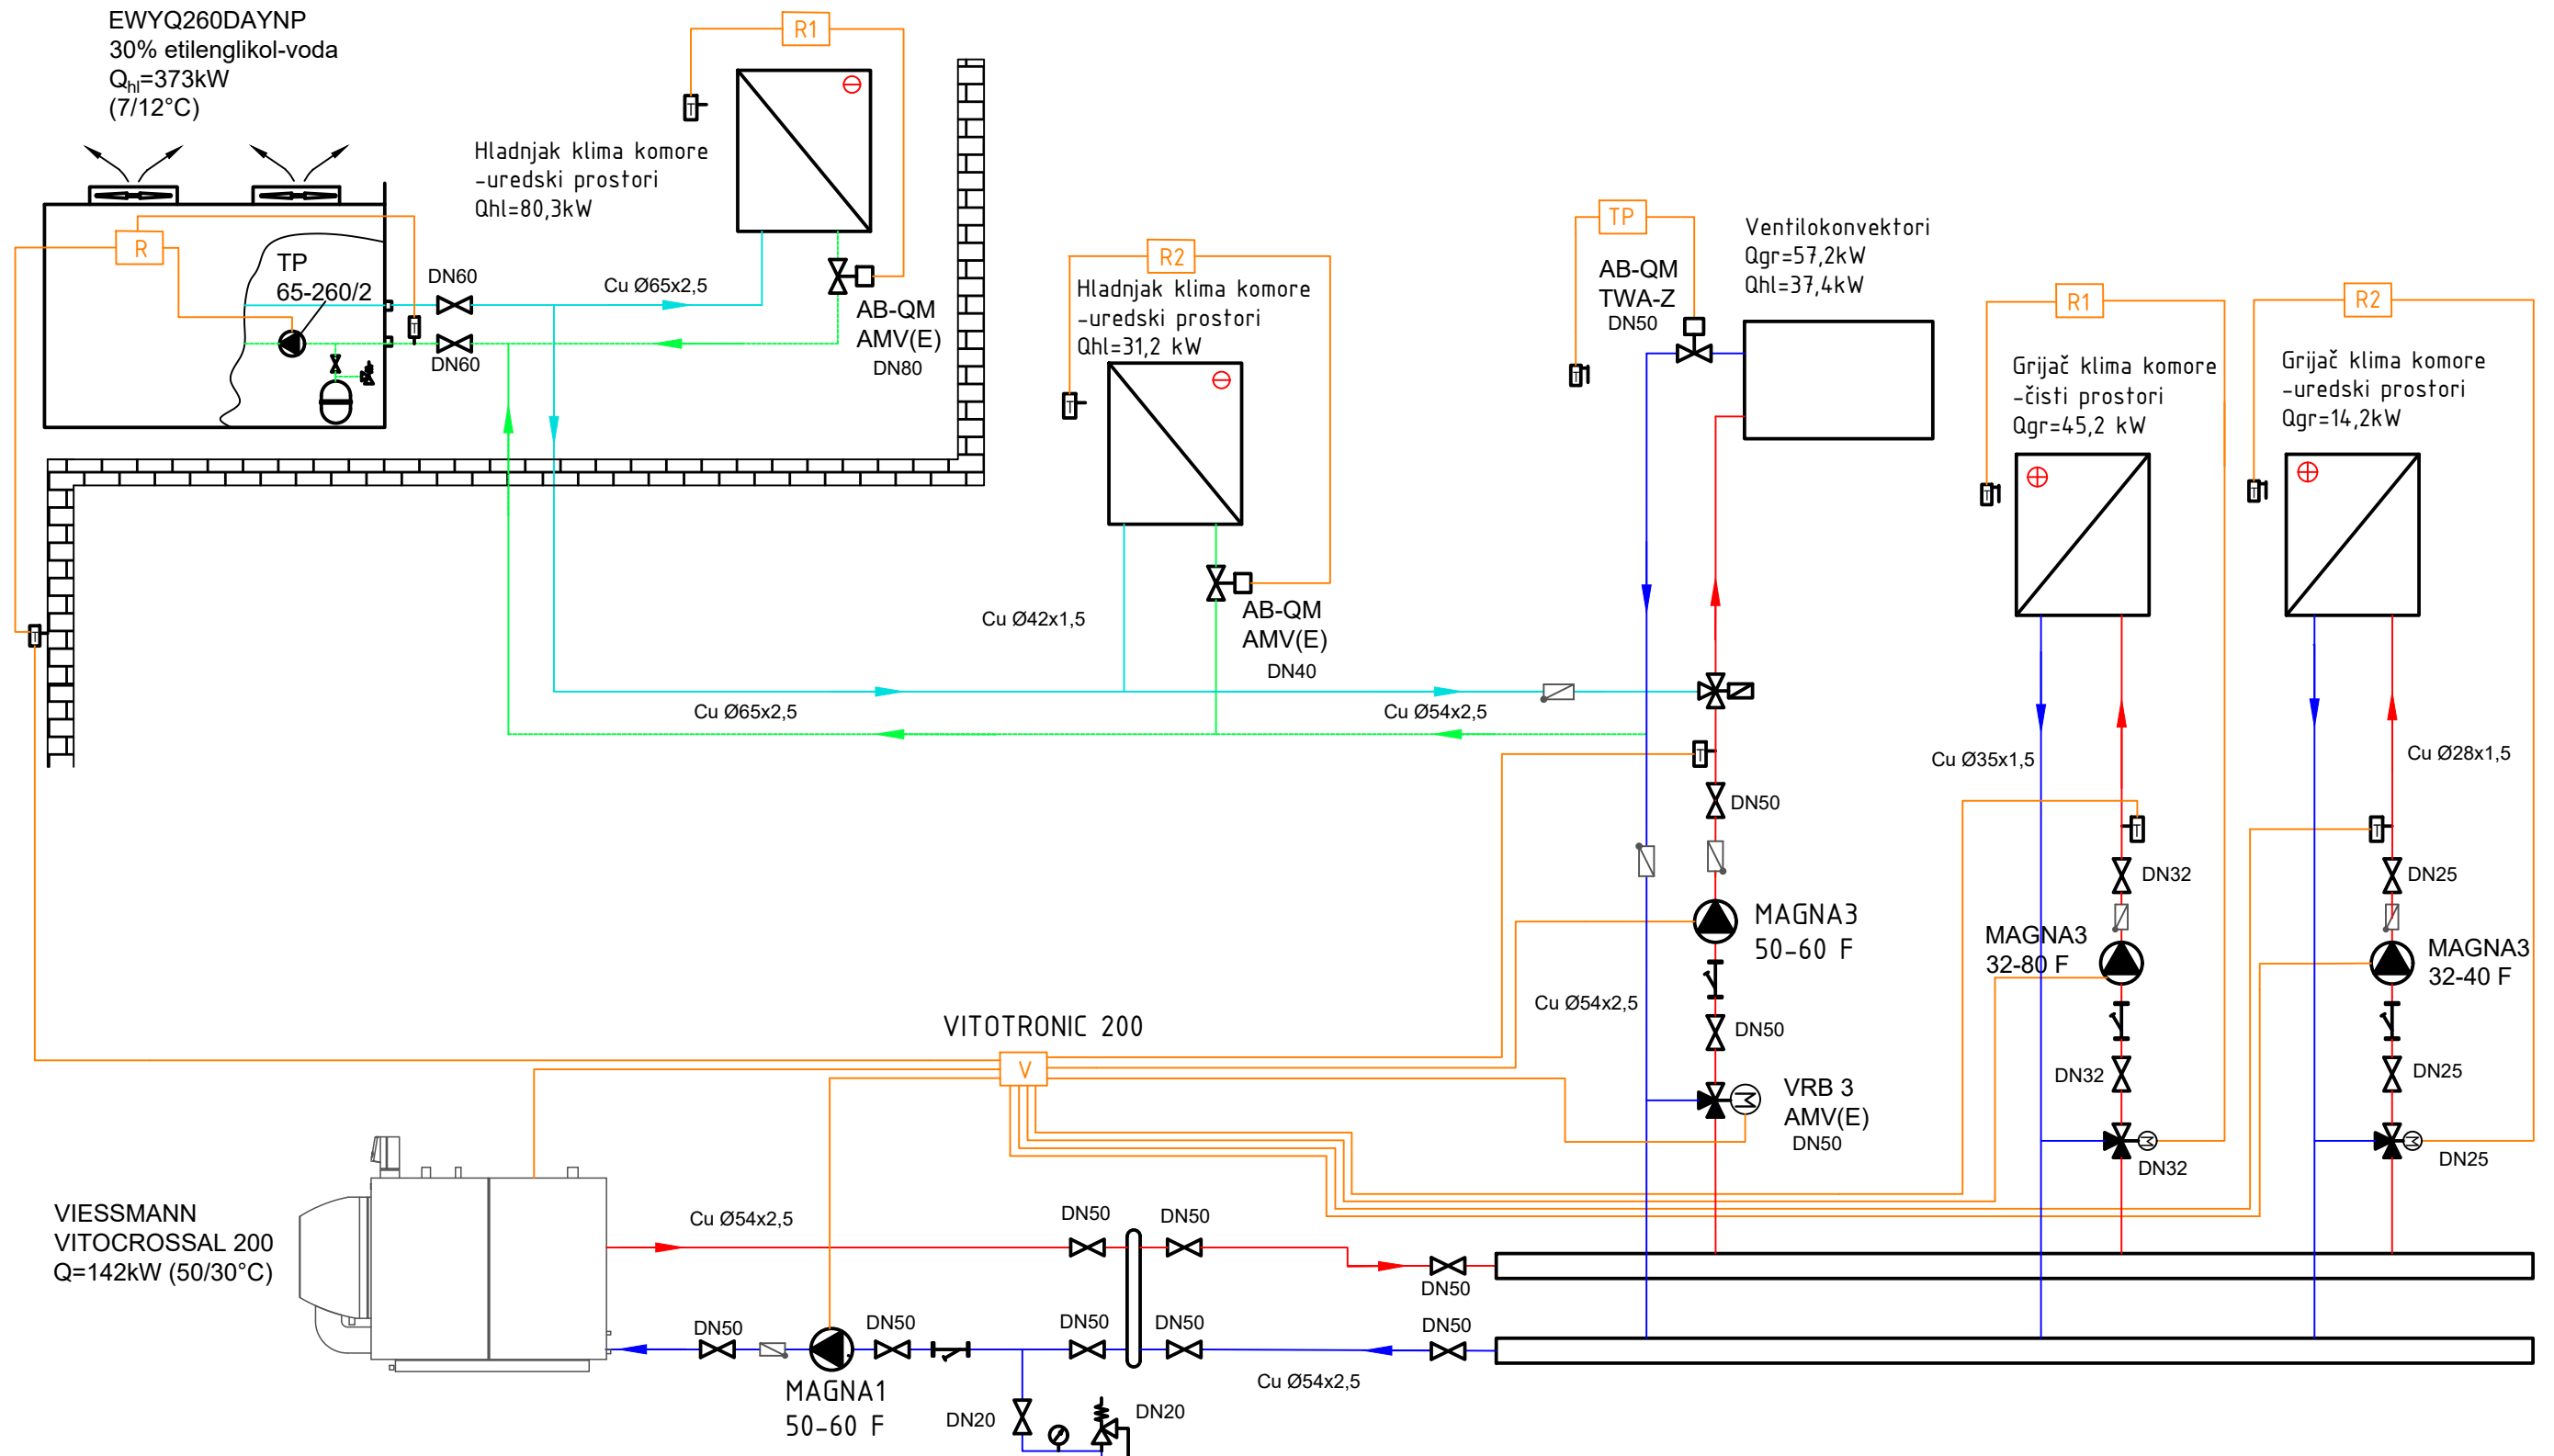 EWYQ260DAYNP
30% etilenglikol-voda
Qhl=373kW
(7/12°C)
R1
Hladnjak klima komore
-uredski prostori
Qhl=80,3kW
R
TP
65-260/2
DN60
DN60
Cu Ø65x2,5
AB-QM
AMV(E)
DN80
T
T
R2
Hladnjak klima komore
-uredski prostori
Qhl=31,2 kW
T
AB-QM
AMV(E)
DN40
Cu Ø42x1,5
TP
AB-QM
TWA-Z
DN50
T
Ventilokonvektori
Qgr=57,2kW
Qhl=37,4kW
R1
Grijač klima komore
-čisti prostori
Qgr=45,2 kW
T
R2
Grijač klima komore
-uredski prostori
Qgr=14,2kW
T
T
Cu Ø65x2,5
Cu Ø54x2,5
T
DN50
Cu Ø35x1,5
Cu Ø28x1,5
T
T
DN32
DN25
MAGNA3
50-60 F
MAGNA3
32-80 F
MAGNA3
32-40 F
Cu Ø54x2,5
DN50
DN32
DN25
VITOTRONIC 200
V
VRB 3
AMV(E)
DN50
M
M
DN32
M
DN25
VIESSMANN
VITOCROSSAL 200
Q=142kW (50/30°C)
Cu Ø54x2,5
DN50
DN50
DN50
DN50
DN50
DN50
DN50
DN50
MAGNA1
50-60 F
Cu Ø54x2,5
DN20
DN20